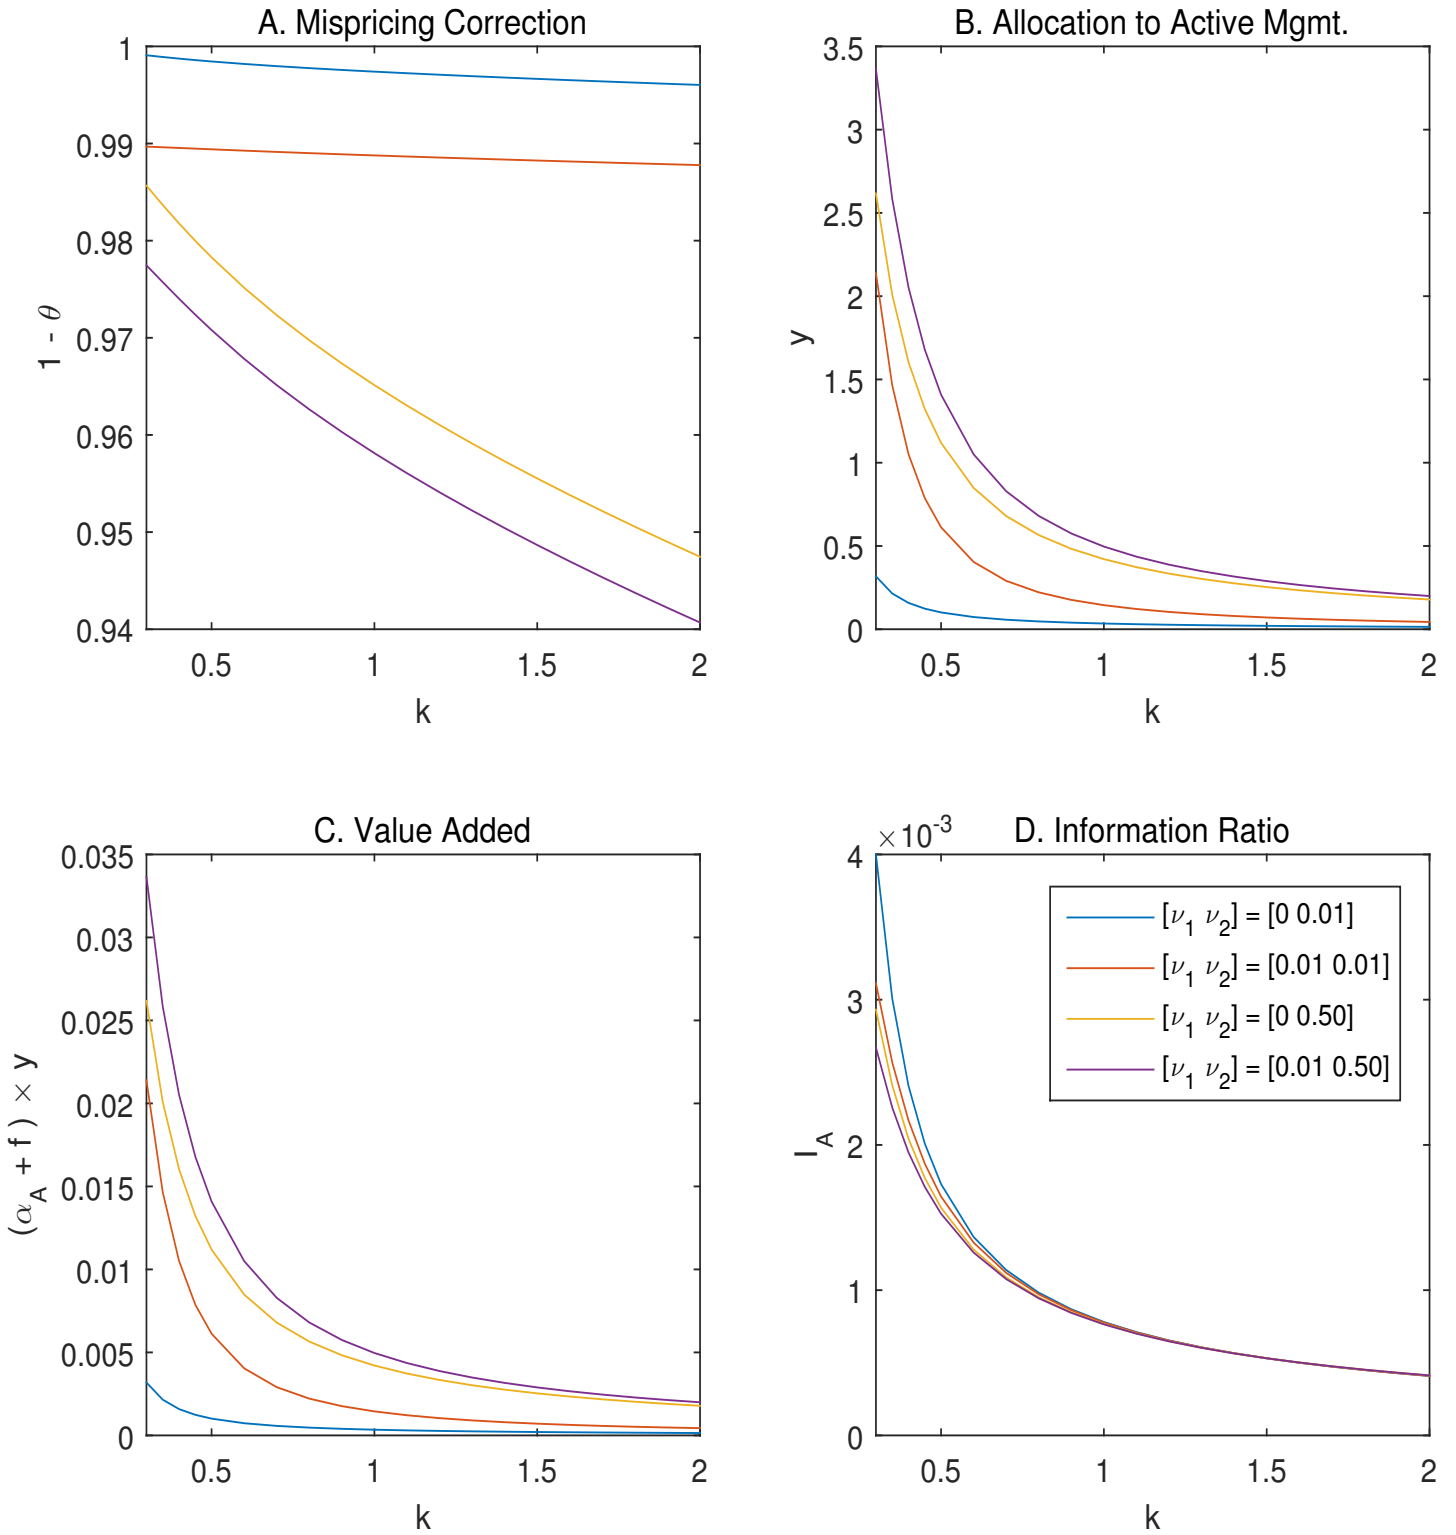 A. Mispricing Correction
1
0.99
0.98
0.97
0.96
0.95
0.94
1 - θ
0.5 1 1.5 2
k
B. Allocation to Active Mgmt.
3.5
3
2.5
2
1.5
1
0.5
0
y
0.5 1 1.5 2
k
C. Value Added
0.035
0.03
0.025
0.02
0.015
0.01
0.005
0
(α_A + f ) × y
0.5 1 1.5 2
k
×10^-3 D. Information Ratio
4
3
2
1
0
I_A
[ν_1 ν_2] = [0 0.01]
[ν_1 ν_2] = [0.01 0.01]
[ν_1 ν_2] = [0 0.50]
[ν_1 ν_2] = [0.01 0.50]
0.5 1 1.5 2
k